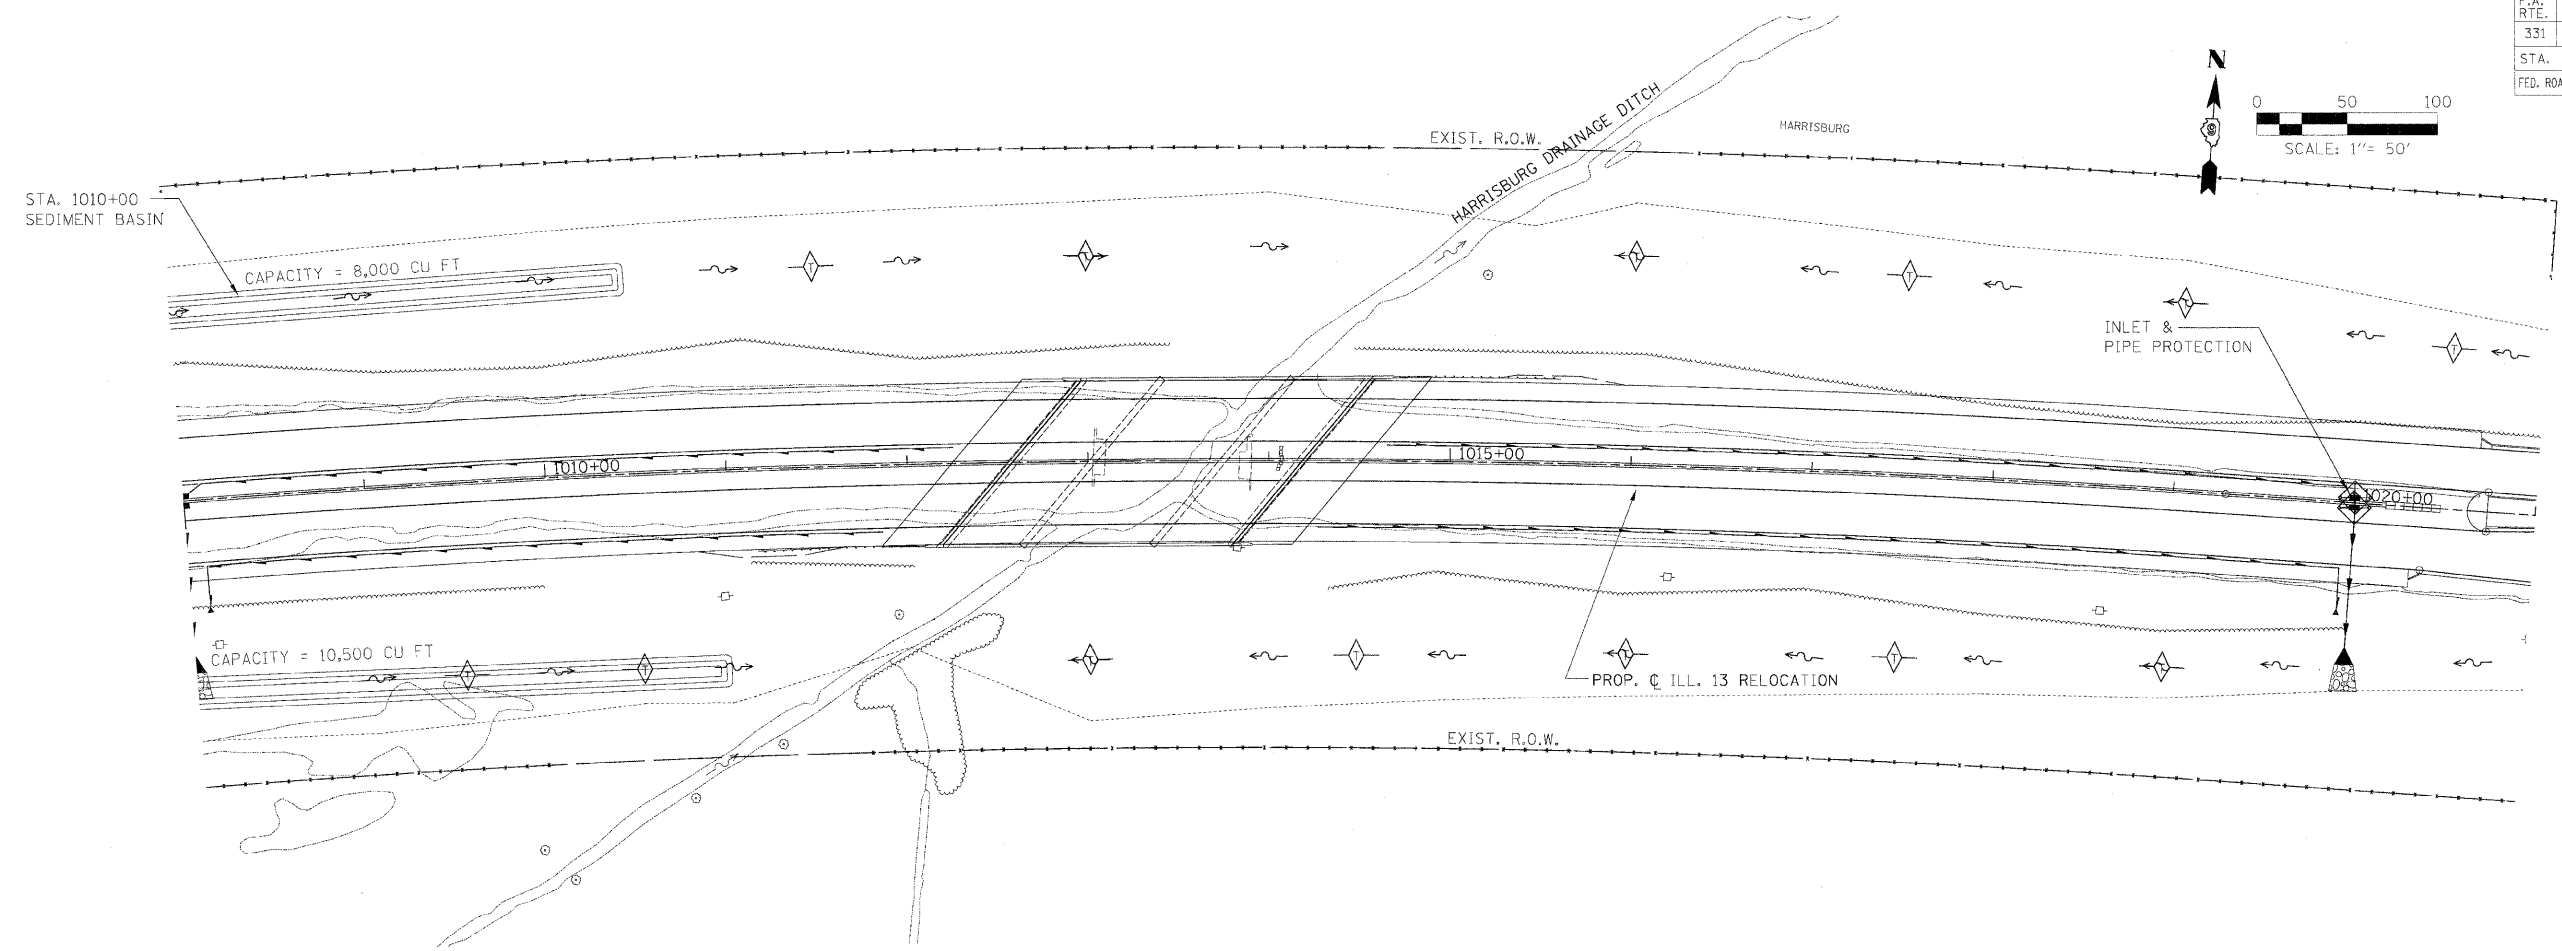 F.A.
RTE.
331
STA.
FED. ROA
N
0 50 100
SCALE: 1"= 50'
HARRISBURG
EXIST. R.O.W.
HARRISBURG DRAINAGE DITCH
STA. 1010+00
SEDIMENT BASIN
CAPACITY = 8,000 CU FT
T
T
T
INLET &
PIPE PROTECTION
1010+00
1015+00
1020+00
CAPACITY = 10,500 CU FT
T
T
T
T
PROP. ℄ ILL. 13 RELOCATION
EXIST. R.O.W.